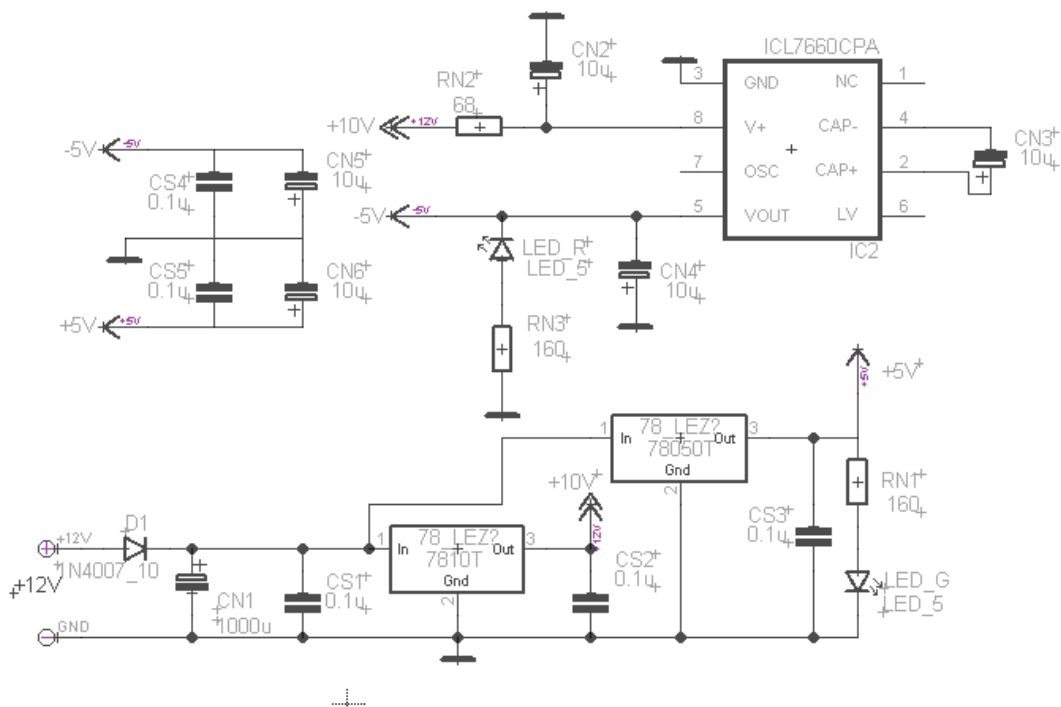 ICL7660CPA
CN2
10u
RN2
68
3 GND NC 1
+10V +12V
8 V+ CAP- 4
CN3
10u
7 OSC CAP+ 2
-5V -5V
5 VOUT LV 6
IC2
-5V -5V
CN5
10u
CS4
0.1u
CS5
0.1u
CN6
10u
+5V +5V
LED_R
LED_5
CN4
10u
RN3
160
+5V
+5V
1 In 78_LEZ? Out 3
78050T
Gnd
2
RN1
160
CS3
0.1u
LED_G
LED_5
+10V
+12V
D1
+12V
1N4007_10
+12V
1 In 78_LEZ? Out 3
7810T
Gnd
2
CS2
0.1u
CS1
0.1u
CN1
1000u
GND